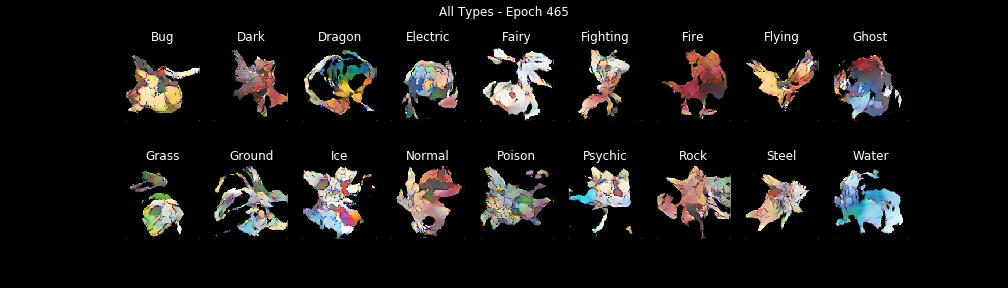 All Types - Epoch 465
Bug Dark Dragon Electric Fairy Fighting Fire Flying Ghost
Grass Ground Ice Normal Poison Psychic Rock Steel Water